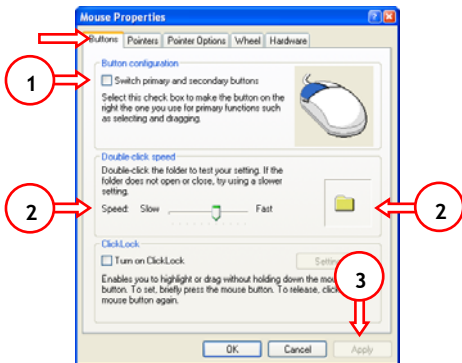 Mouse Properties
Buttons Pointers Pointer Options Wheel Hardware
Button configuration
1
Switch primary and secondary buttons
Select this check box to make the button on the
right the one you use for primary functions such
as selecting and dragging.
Double-click speed
Double-click the folder to test your setting. If the
folder does not open or close, try using a slower
setting.
2
Speed: Slow Fast
2
ClickLock
Turn on ClickLock
3
Enables you to highlight or drag without holding down the
button. To set, briefly press the mouse button. To release,
mouse button again.
OK Cancel Apply